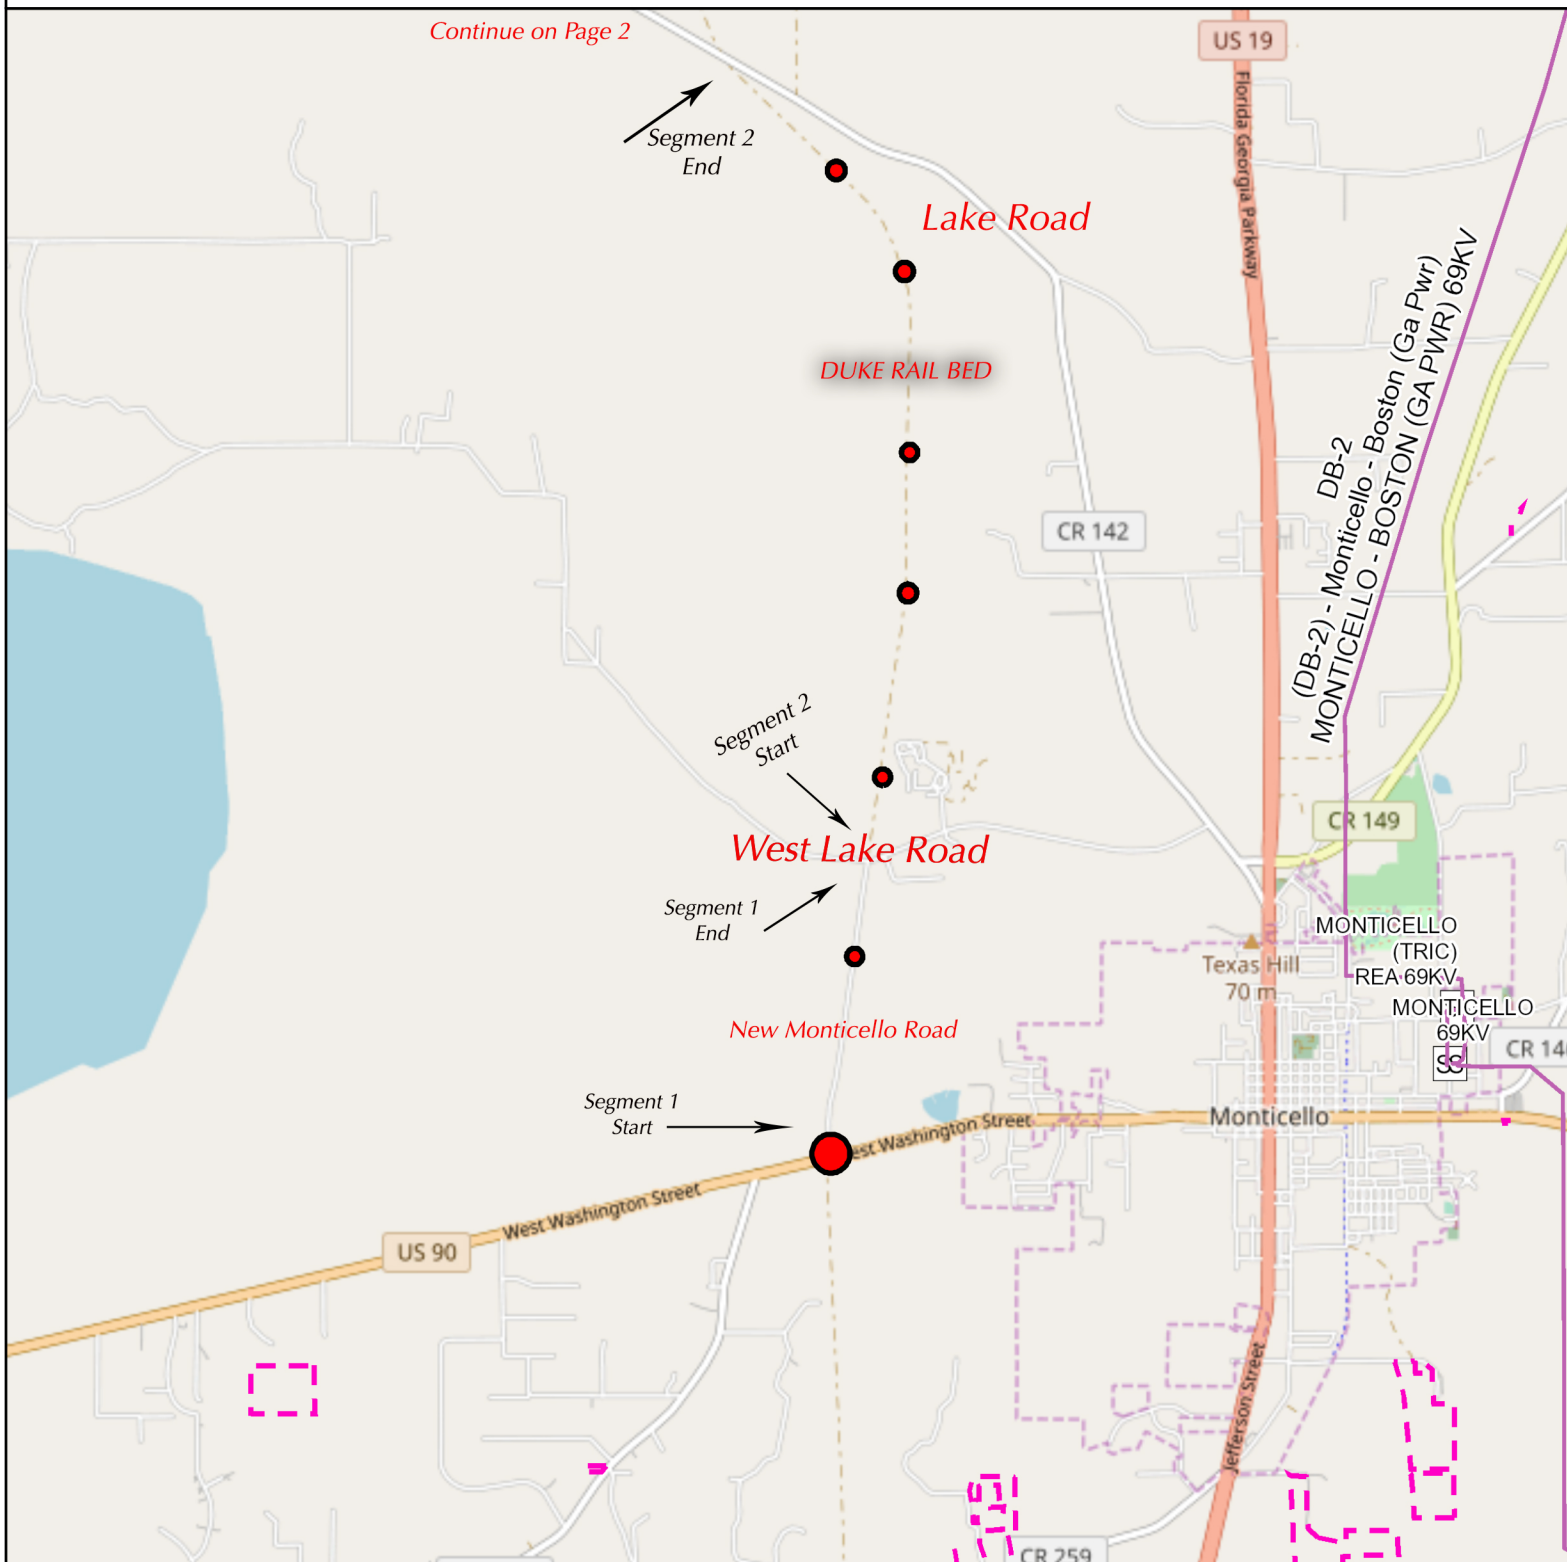 Continue on Page 2
US 19
Florida Georgia Parkway
Segment 2
End
Lake Road
DUKE RAIL BED
DB-2
(DB-2) - Monticello - Boston (Ga Pwr)
MONTICELLO - BOSTON (GA PWR) 69KV
CR 142
Segment 2
Start
CR 149
West Lake Road
Segment 1
End
MONTICELLO
(TRIC)
REA 69KV
Texas Hill
70 m
MONTICELLO
69KV
New Monticello Road
SS
CR 14
Segment 1
Start
Monticello
est Washington Street
West Washington Street
US 90
Jefferson Street
CR 259